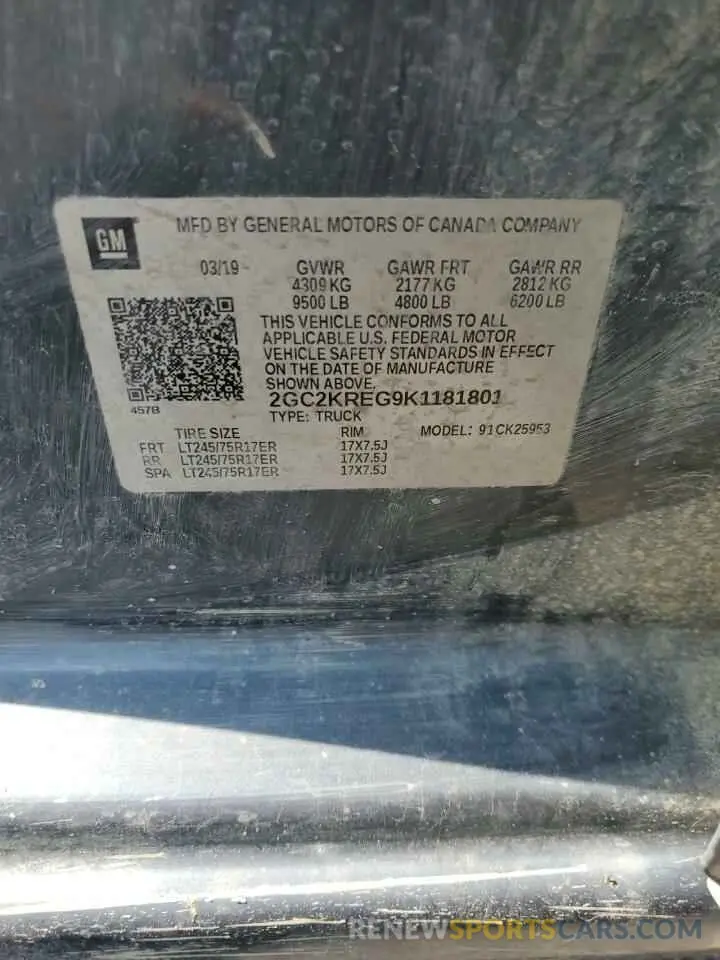 GM
MFD BY GENERAL MOTORS OF CANADA COMPANY
03/19 GVWR GAWR FRT GAWR RR
4309 KG 2177 KG 2812 KG
9500 LB 4800 LB 6200 LB
THIS VEHICLE CONFORMS TO ALL
APPLICABLE U.S. FEDERAL MOTOR
VEHICLE SAFETY STANDARDS IN EFFECT
ON THE DATE OF MANUFACTURE
SHOWN ABOVE.
2GC2KREG9K1181801
457B
TYPE: TRUCK
TIRE SIZE RIM MODEL: 91CK25953
FRT LT245/75R17ER 17X7.5J
RR LT245/75R17ER 17X7.5J
SPA LT245/75R17ER 17X7.5J
RENEWSPORTSCARS.COM